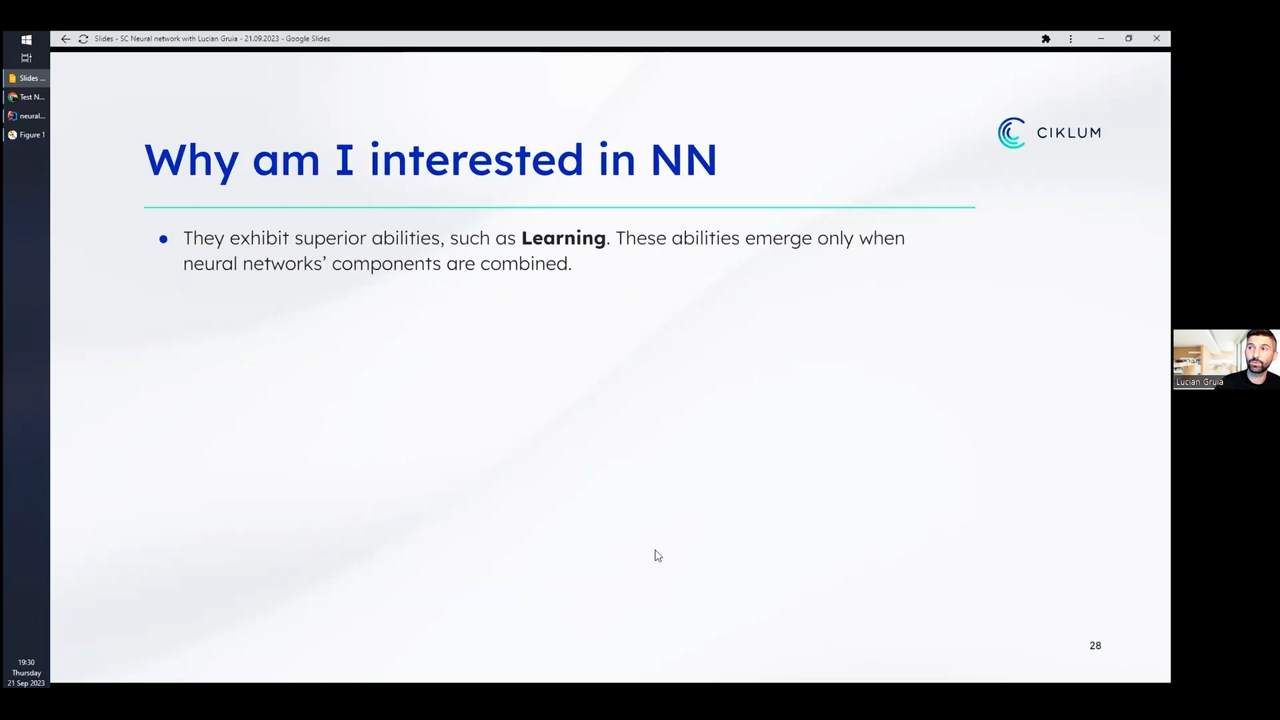 Slides - SC Neural network with Lucian Gruia - 21.09.2023 - Google Slides
Slides ...
Test N...
neural...
Figure 1
CIKLUM
Why am I interested in NN
● They exhibit superior abilities, such as Learning. These abilities emerge only when
neural networks’ components are combined.
Lucian Gruia
28
19:30
Thursday
21 Sep 2023